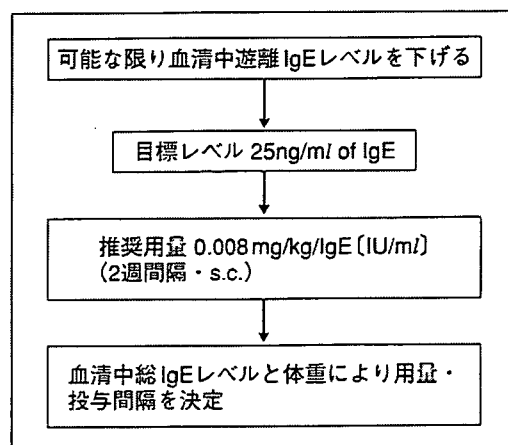 可能な限り血清中遊離IgEレベルを下げる
目標レベル 25ng/ml of IgE
推奨用量 0.008mg/kg/IgE〔IU/ml〕
(2週間隔・s.c.)
血清中総IgEレベルと体重により用量・
投与間隔を決定